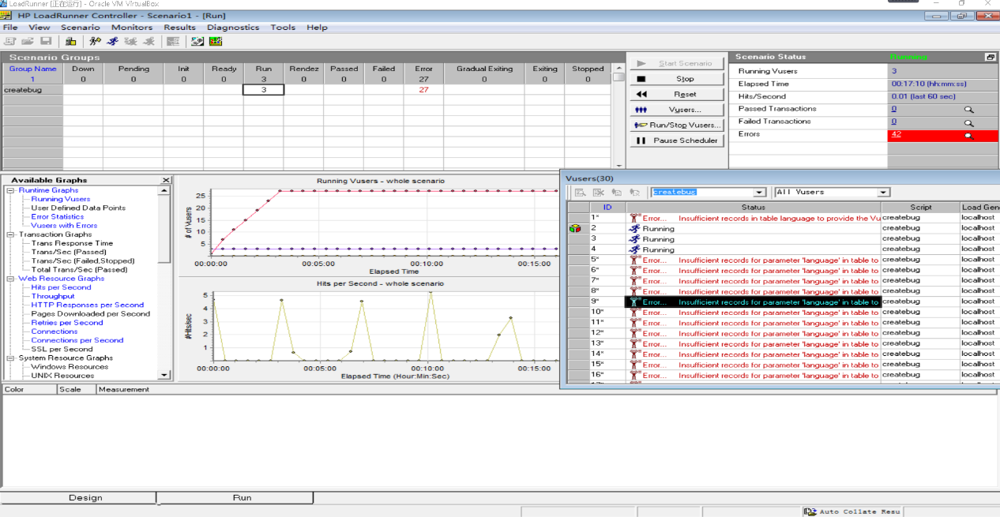 LoadRunner [正在运行] - Oracle VM VirtualBox
HP LoadRunner Controller - Scenario1 - [Run]
File View Scenario Monitors Results Diagnostics Tools Help
Scenario Groups
Group Name Down Pending Init Ready Run Rendez Passed Failed Error Gradual Exiting Exiting Stopped
1 0 0 0 0 3 0 0 0 27 0 0 0
createbug 3 27
Start Scenario
Stop
Reset
Vusers...
Run/Stop Vusers...
Pause Scheduler
Scenario Status Running
Running Vusers 3
Elapsed Time 00:17:10 (hh:mm:ss)
Hits/Second 0.01 (last 60 sec)
Passed Transactions 0
Failed Transactions 0
Errors 42
Available Graphs
Runtime Graphs
Running Vusers
User Defined Data Points
Error Statistics
Vusers with Errors
Transaction Graphs
Trans Response Time
Trans/Sec (Passed)
Trans/Sec (Failed,Stopped)
Total Trans/Sec (Passed)
Web Resource Graphs
Hits per Second
Throughput
HTTP Responses per Second
Pages Downloaded per Second
Retries per Second
Connections
Connections per Second
SSL per Second
System Resource Graphs
Windows Resources
UNIX Resources
Running Vusers - whole scenario
# of Vusers
25
20
15
10
5
00:00:00 00:05:00 00:10:00 00:15:00
Elapsed Time
Hits per Second - whole scenario
#Hits/sec
5
4
3
2
1
00:00:00 00:05:00 00:10:00 00:15:00
Elapsed Time (Hour:Min:Sec)
Vusers(30)
createbug All Vusers
ID Status Script Load Gen
1* Error... Insufficient records in table language to provide the Vu createbug localhost
2 Running createbug localhost
3 Running createbug localhost
4 Running createbug localhost
5* Error... Insufficient records for parameter 'language' in table to createbug localhost
6* Error... Insufficient records for parameter 'language' in table to createbug localhost
7* Error... Insufficient records for parameter 'language' in table to createbug localhost
8* Error... Insufficient records for parameter 'language' in table to createbug localhost
9* Error... Insufficient records for parameter 'language' in table to createbug localhost
10* Error... Insufficient records for parameter 'language' in table to createbug localhost
11* Error... Insufficient records for parameter 'language' in table to createbug localhost
12* Error... Insufficient records for parameter 'language' in table to createbug localhost
13* Error... Insufficient records for parameter 'language' in table to createbug localhost
14* Error... Insufficient records for parameter 'language' in table to createbug localhost
15* Error... Insufficient records for parameter 'language' in table to createbug localhost
16* Error... Insufficient records for parameter 'language' in table to createbug localhost
Color Scale Measurement
Design Run
Auto Collate Resu